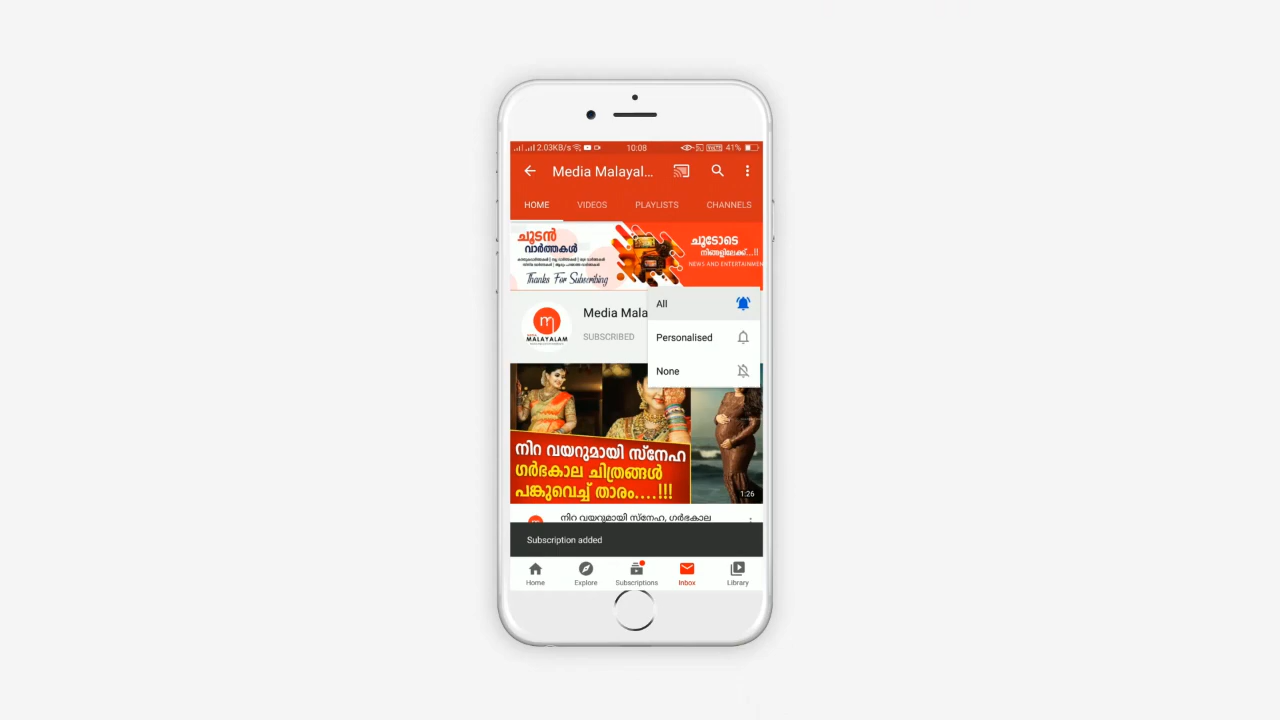 2.03KB/s
10:08
41%
Media Malayal...
HOME
VIDEOS
PLAYLISTS
CHANNELS
ചൂടൻ
വാർത്തകൾ
Thanks For Subscribing
ചൂടോടെ
നിങ്ങളിലേക്ക്...!!
NEWS AND ENTERTAINMEN
MALAYALAM
Media Mala
SUBSCRIBED
All
Personalised
None
നിറ വയറുമായി സ്നേഹ
ഗർഭകാല ചിത്രങ്ങൾ
പങ്കുവെച്ച് താരം....!!!
1:26
നിറ വയറുമായി സ്നേഹ, ഗർഭകാല
Subscription added
Home
Explore
Subscriptions
Inbox
Library